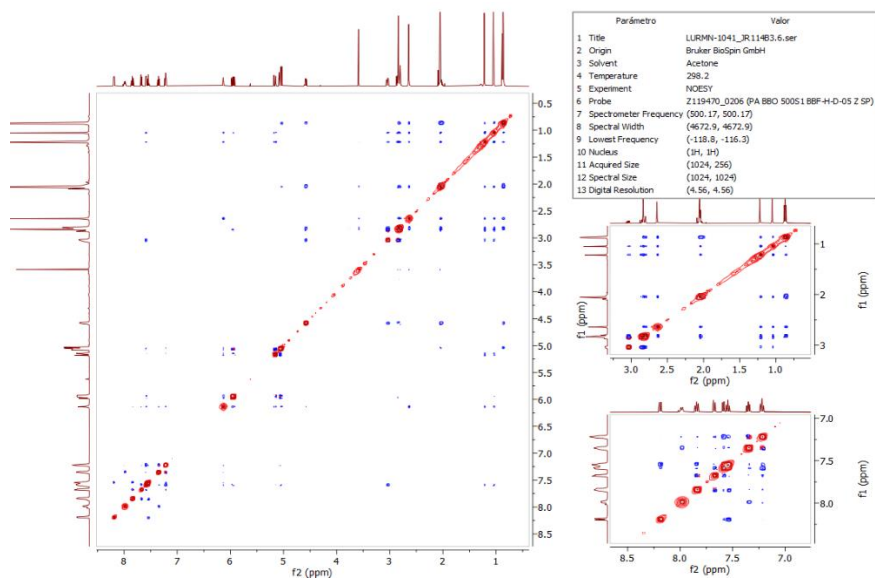 Parámetro Valor
1 Title LURMN-1041_JR114B3.6.ser
2 Origin Bruker BioSpin GmbH
3 Solvent Acetone
4 Temperature 298.2
5 Experiment NOESY
6 Probe Z119470_0206 (PA BBO 500S1 BBF-H-D-05 Z SP)
7 Spectrometer Frequency (500.17, 500.17)
8 Spectral Width (4672.9, 4672.9)
9 Lowest Frequency (-118.8, -116.3)
10 Nucleus (1H, 1H)
11 Acquired Size (1024, 256)
12 Spectral Size (1024, 1024)
13 Digital Resolution (4.56, 4.56)
0.5
1.0
1.5
2.0
2.5
3.0
3.5
4.0
4.5
5.0
5.5
6.0
6.5
7.0
7.5
8.0
8.5
f1 (ppm)
8 7 6 5 4 3 2 1
f2 (ppm)
f1 (ppm)
1
2
3
f1 (ppm)
3.0 2.5 2.0 1.5 1.0
f2 (ppm)
7.0
7.5
8.0
f1 (ppm)
8.5 8.0 7.5 7.0
f2 (ppm)